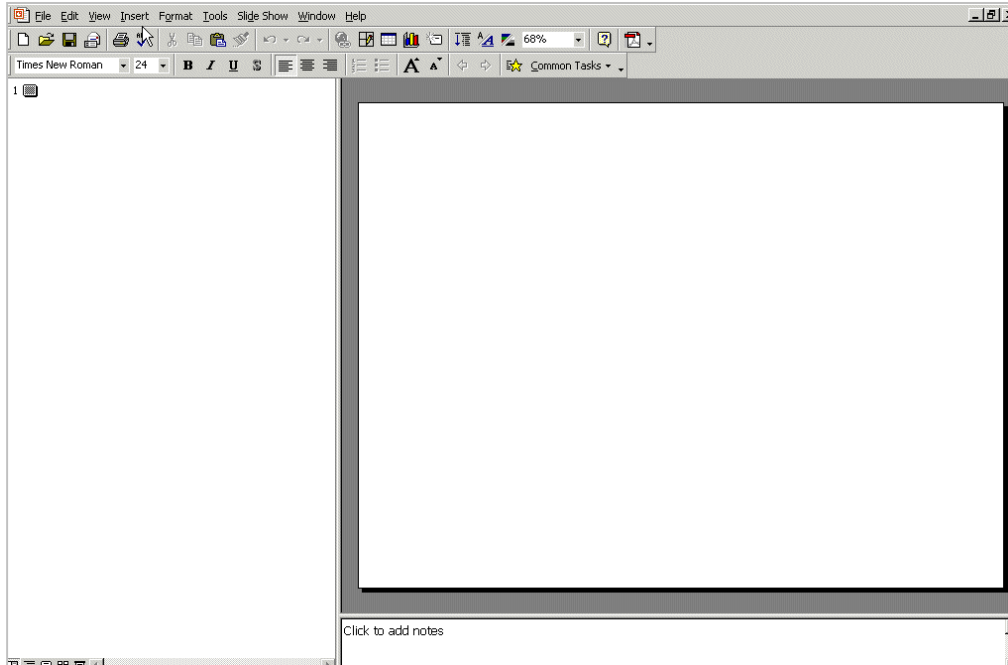 File Edit View Insert Format Tools Slide Show Window Help
68%
Times New Roman 24 B I U S A A Common Tasks
1
Click to add notes